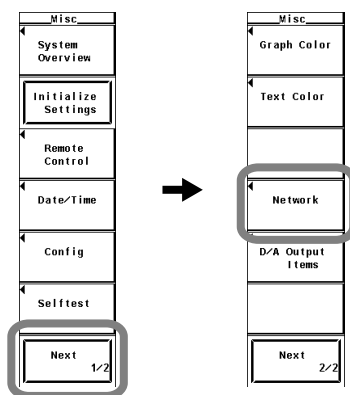 Misc
System
Overview
Initialize
Settings
Remote
Control
Date/Time
Config
Selftest
Next
1/2
Misc
Graph Color
Text Color
Network
D/A Output
Items
Next
2/2